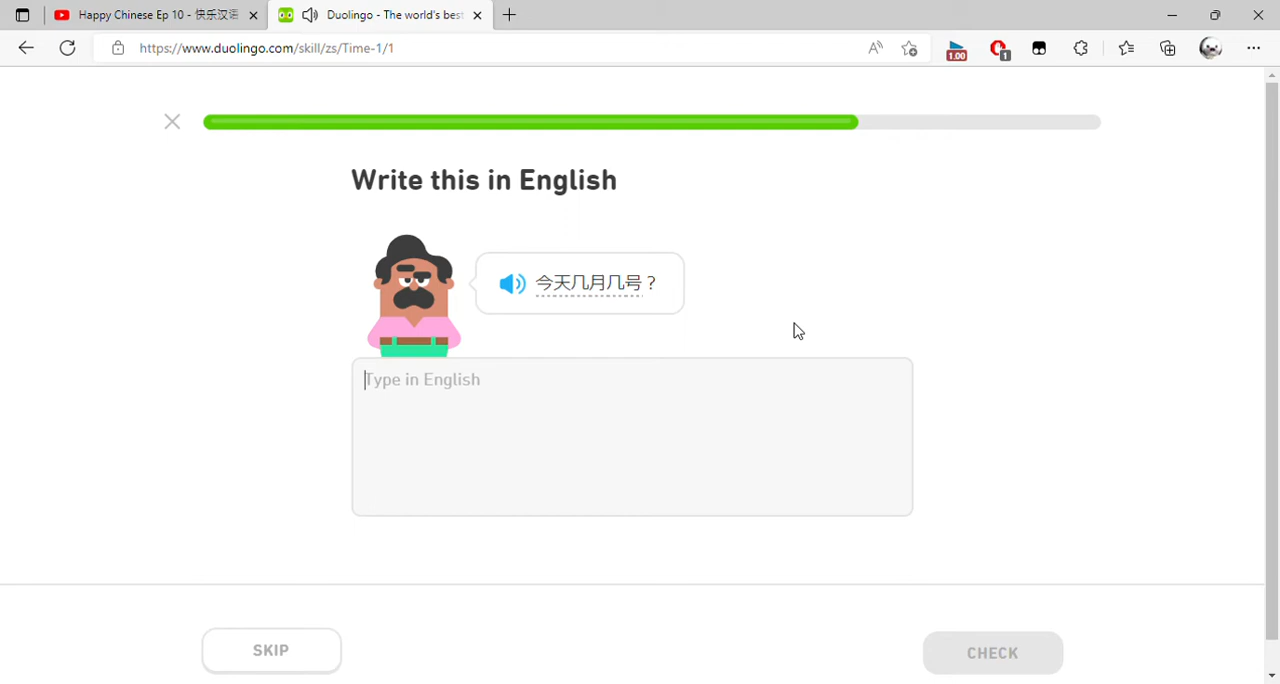 Happy Chinese Ep 10 - 快乐汉语
Duolingo - The world's best
https://www.duolingo.com/skill/zs/Time-1/1
1.00
1
Write this in English
今天几月几号？
Type in English
SKIP
CHECK